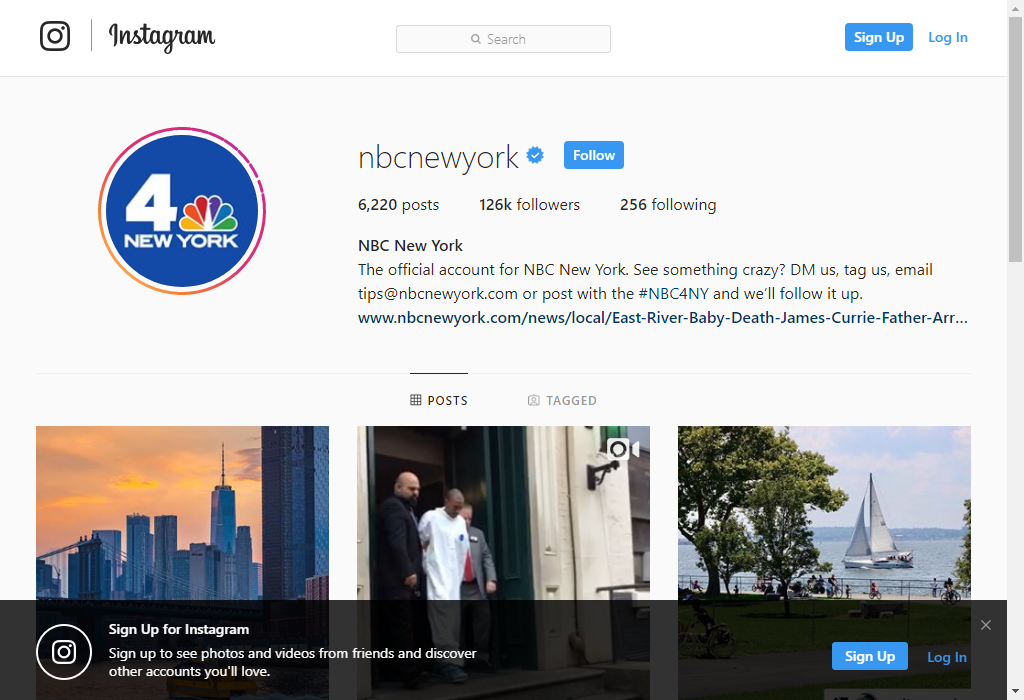 Instagram
Search
Sign Up
Log In
nbcnewyork
Follow
4
NEW YORK
6,220 posts
126k followers
256 following
NBC New York
The official account for NBC New York. See something crazy? DM us, tag us, email
tips@nbcnewyork.com or post with the #NBC4NY and we’ll follow it up.
www.nbcnewyork.com/news/local/East-River-Baby-Death-James-Currie-Father-Arr...
POSTS
TAGGED
Sign Up for Instagram
Sign up to see photos and videos from friends and discover
other accounts you'll love.
Sign Up
Log In